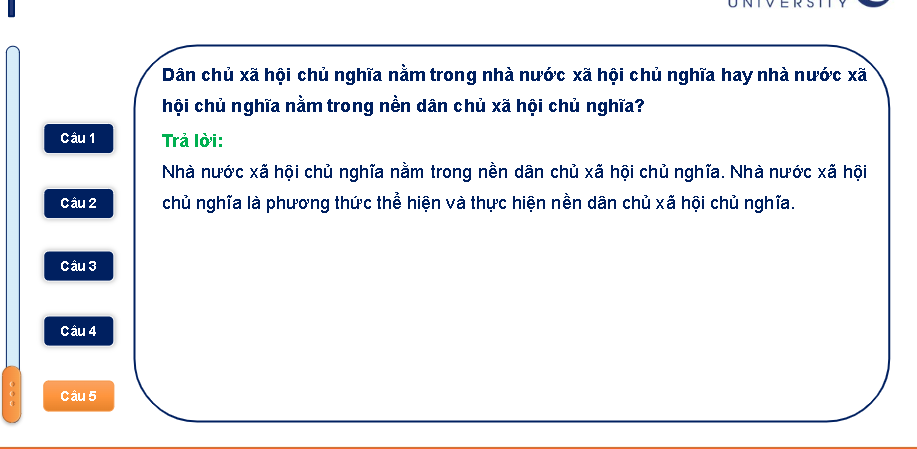 UNIVERSITY
Dân chủ xã hội chủ nghĩa nằm trong nhà nước xã hội chủ nghĩa hay nhà nước xã
hội chủ nghĩa nằm trong nền dân chủ xã hội chủ nghĩa?
Trả lời:
Nhà nước xã hội chủ nghĩa nằm trong nền dân chủ xã hội chủ nghĩa. Nhà nước xã hội
chủ nghĩa là phương thức thể hiện và thực hiện nền dân chủ xã hội chủ nghĩa.
Câu 1
Câu 2
Câu 3
Câu 4
Câu 5